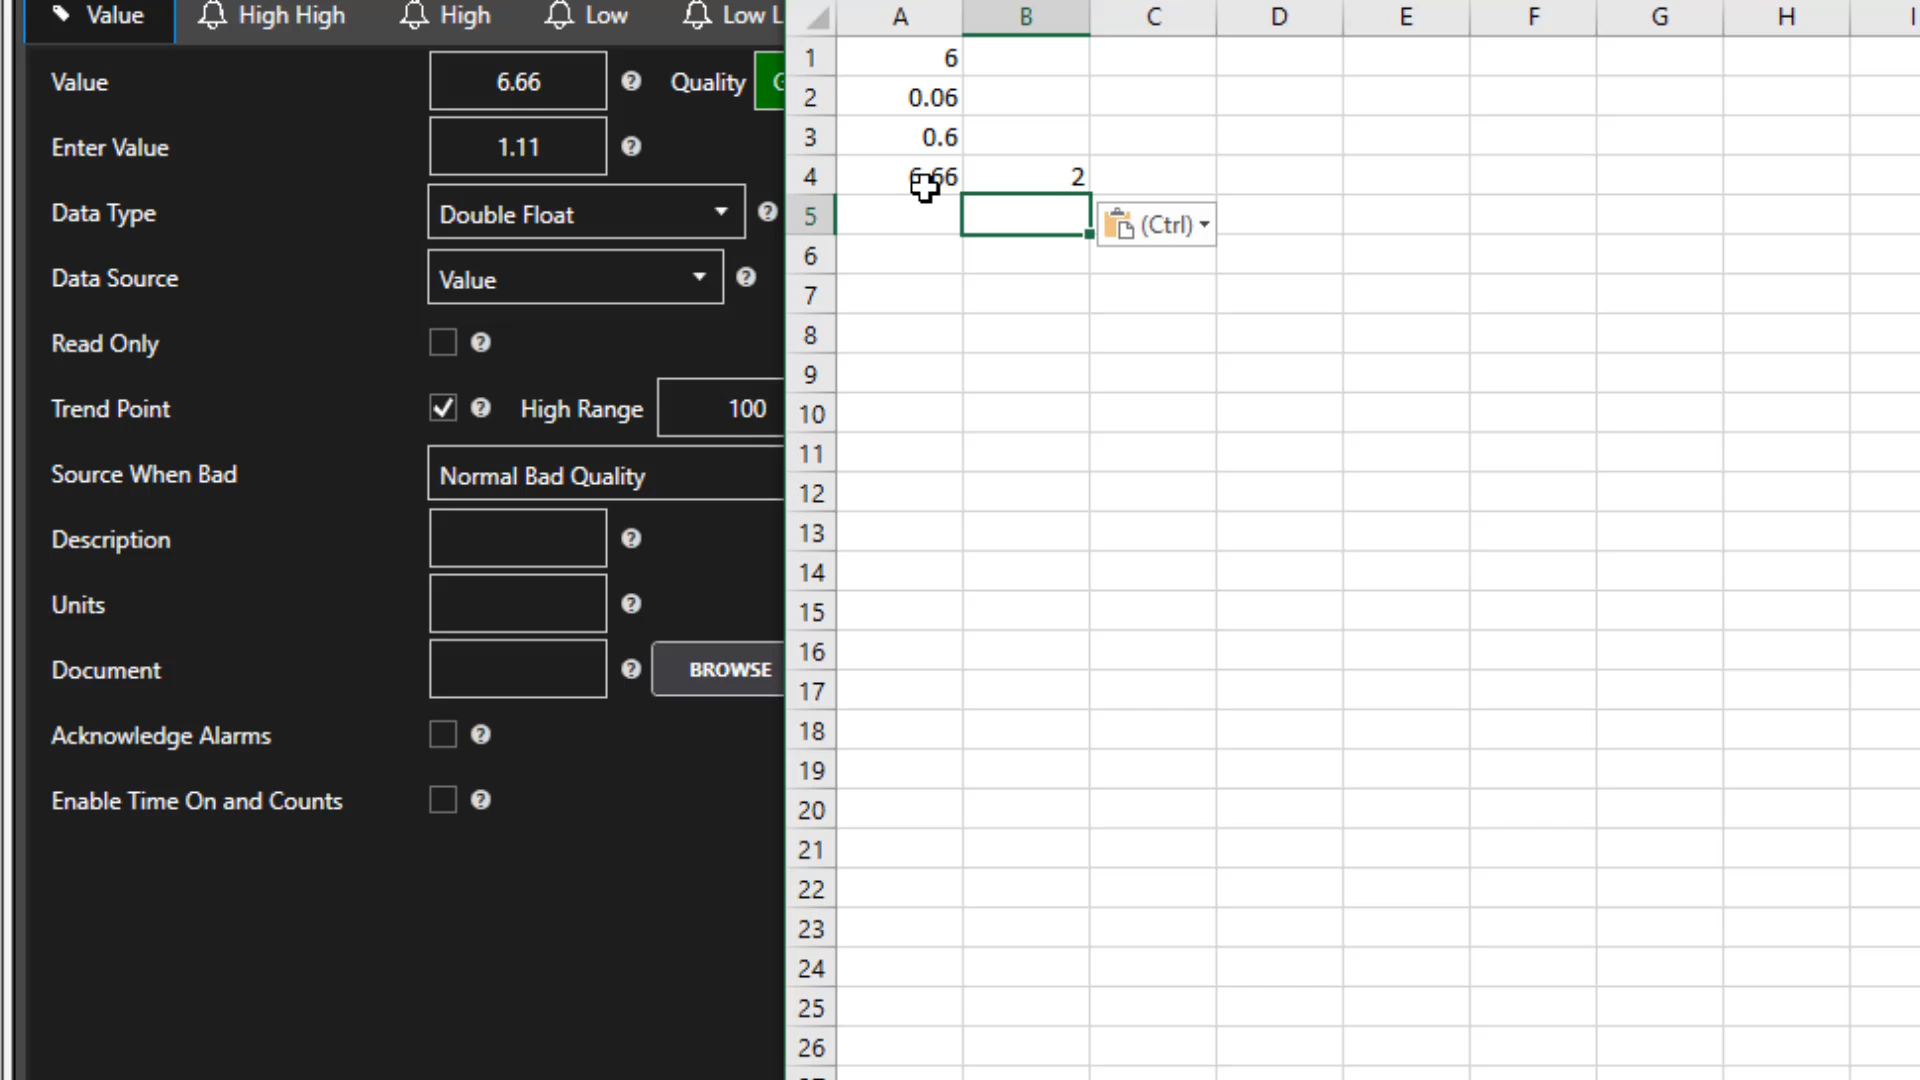 Value High High High Low Low L
Value 6.66 Quality G
Enter Value 1.11
Data Type Double Float
Data Source Value
Read Only
Trend Point High Range 100
Source When Bad Normal Bad Quality
Description
Units
Document BROWSE
Acknowledge Alarms
Enable Time On and Counts
A B C D E F G H I
1 6
2 0.06
3 0.6
4 6.66 2
5 (Ctrl)
6
7
8
9
10
11
12
13
14
15
16
17
18
19
20
21
22
23
24
25
26